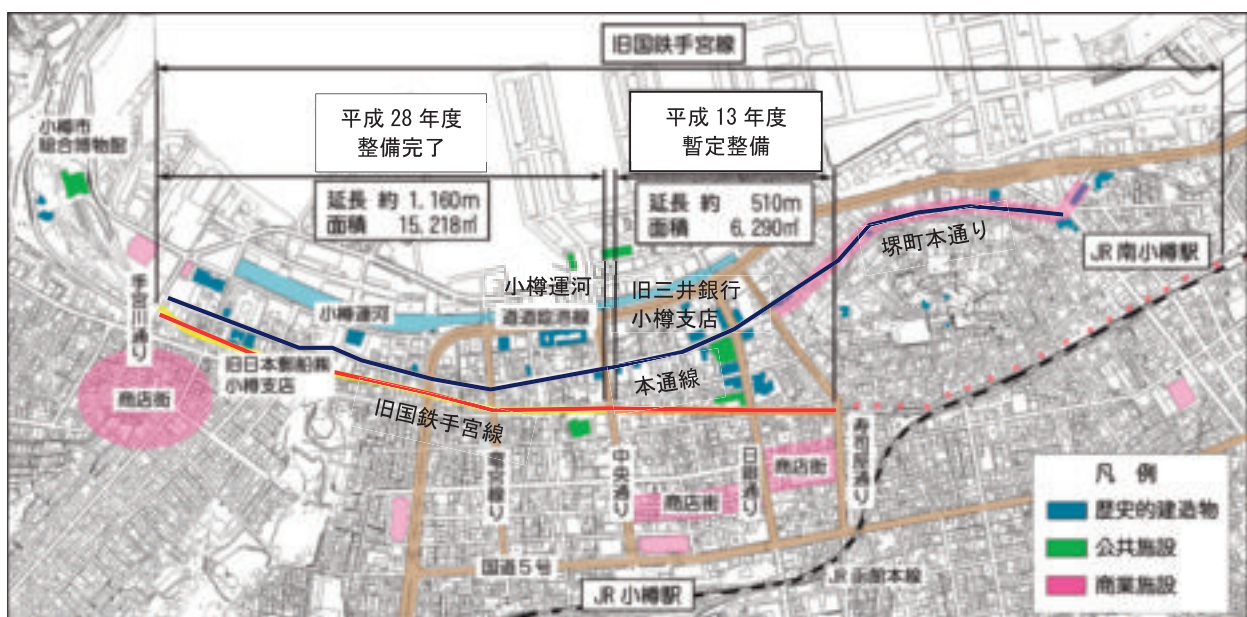 旧国鉄手宮線
平成 28 年度
整備完了
平成 13 年度
暫定整備
小樽市
総合博物館
延長 約 1,160m
面積 15,218㎡
延長 約 510m
面積 6,290㎡
堺町本通り
JR 南小樽駅
手宮川通り
小樽運河
小樽運河
道道臨港線
旧三井銀行
小樽支店
旧日本郵船㈱
小樽支店
本通線
商店街
旧国鉄手宮線
竜宮通り
中央通り
日銀通り
寿司屋通り
商店街
商店街
国道5号
JR 小樽駅
JR 函館本線
凡 例
歴史的建造物
公共施設
商業施設